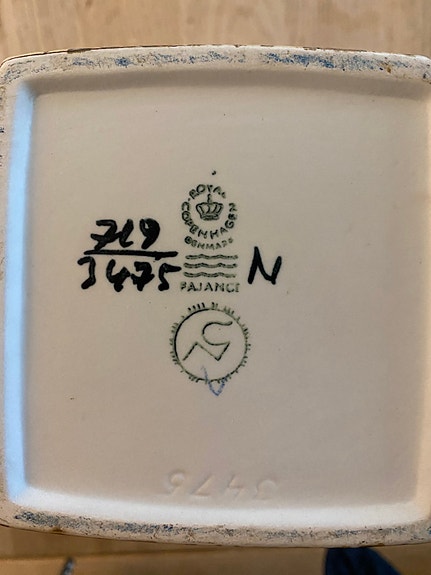 ROYAL
COPENHAGEN
DENMARK
719
3475
N
FAJANCE
3475